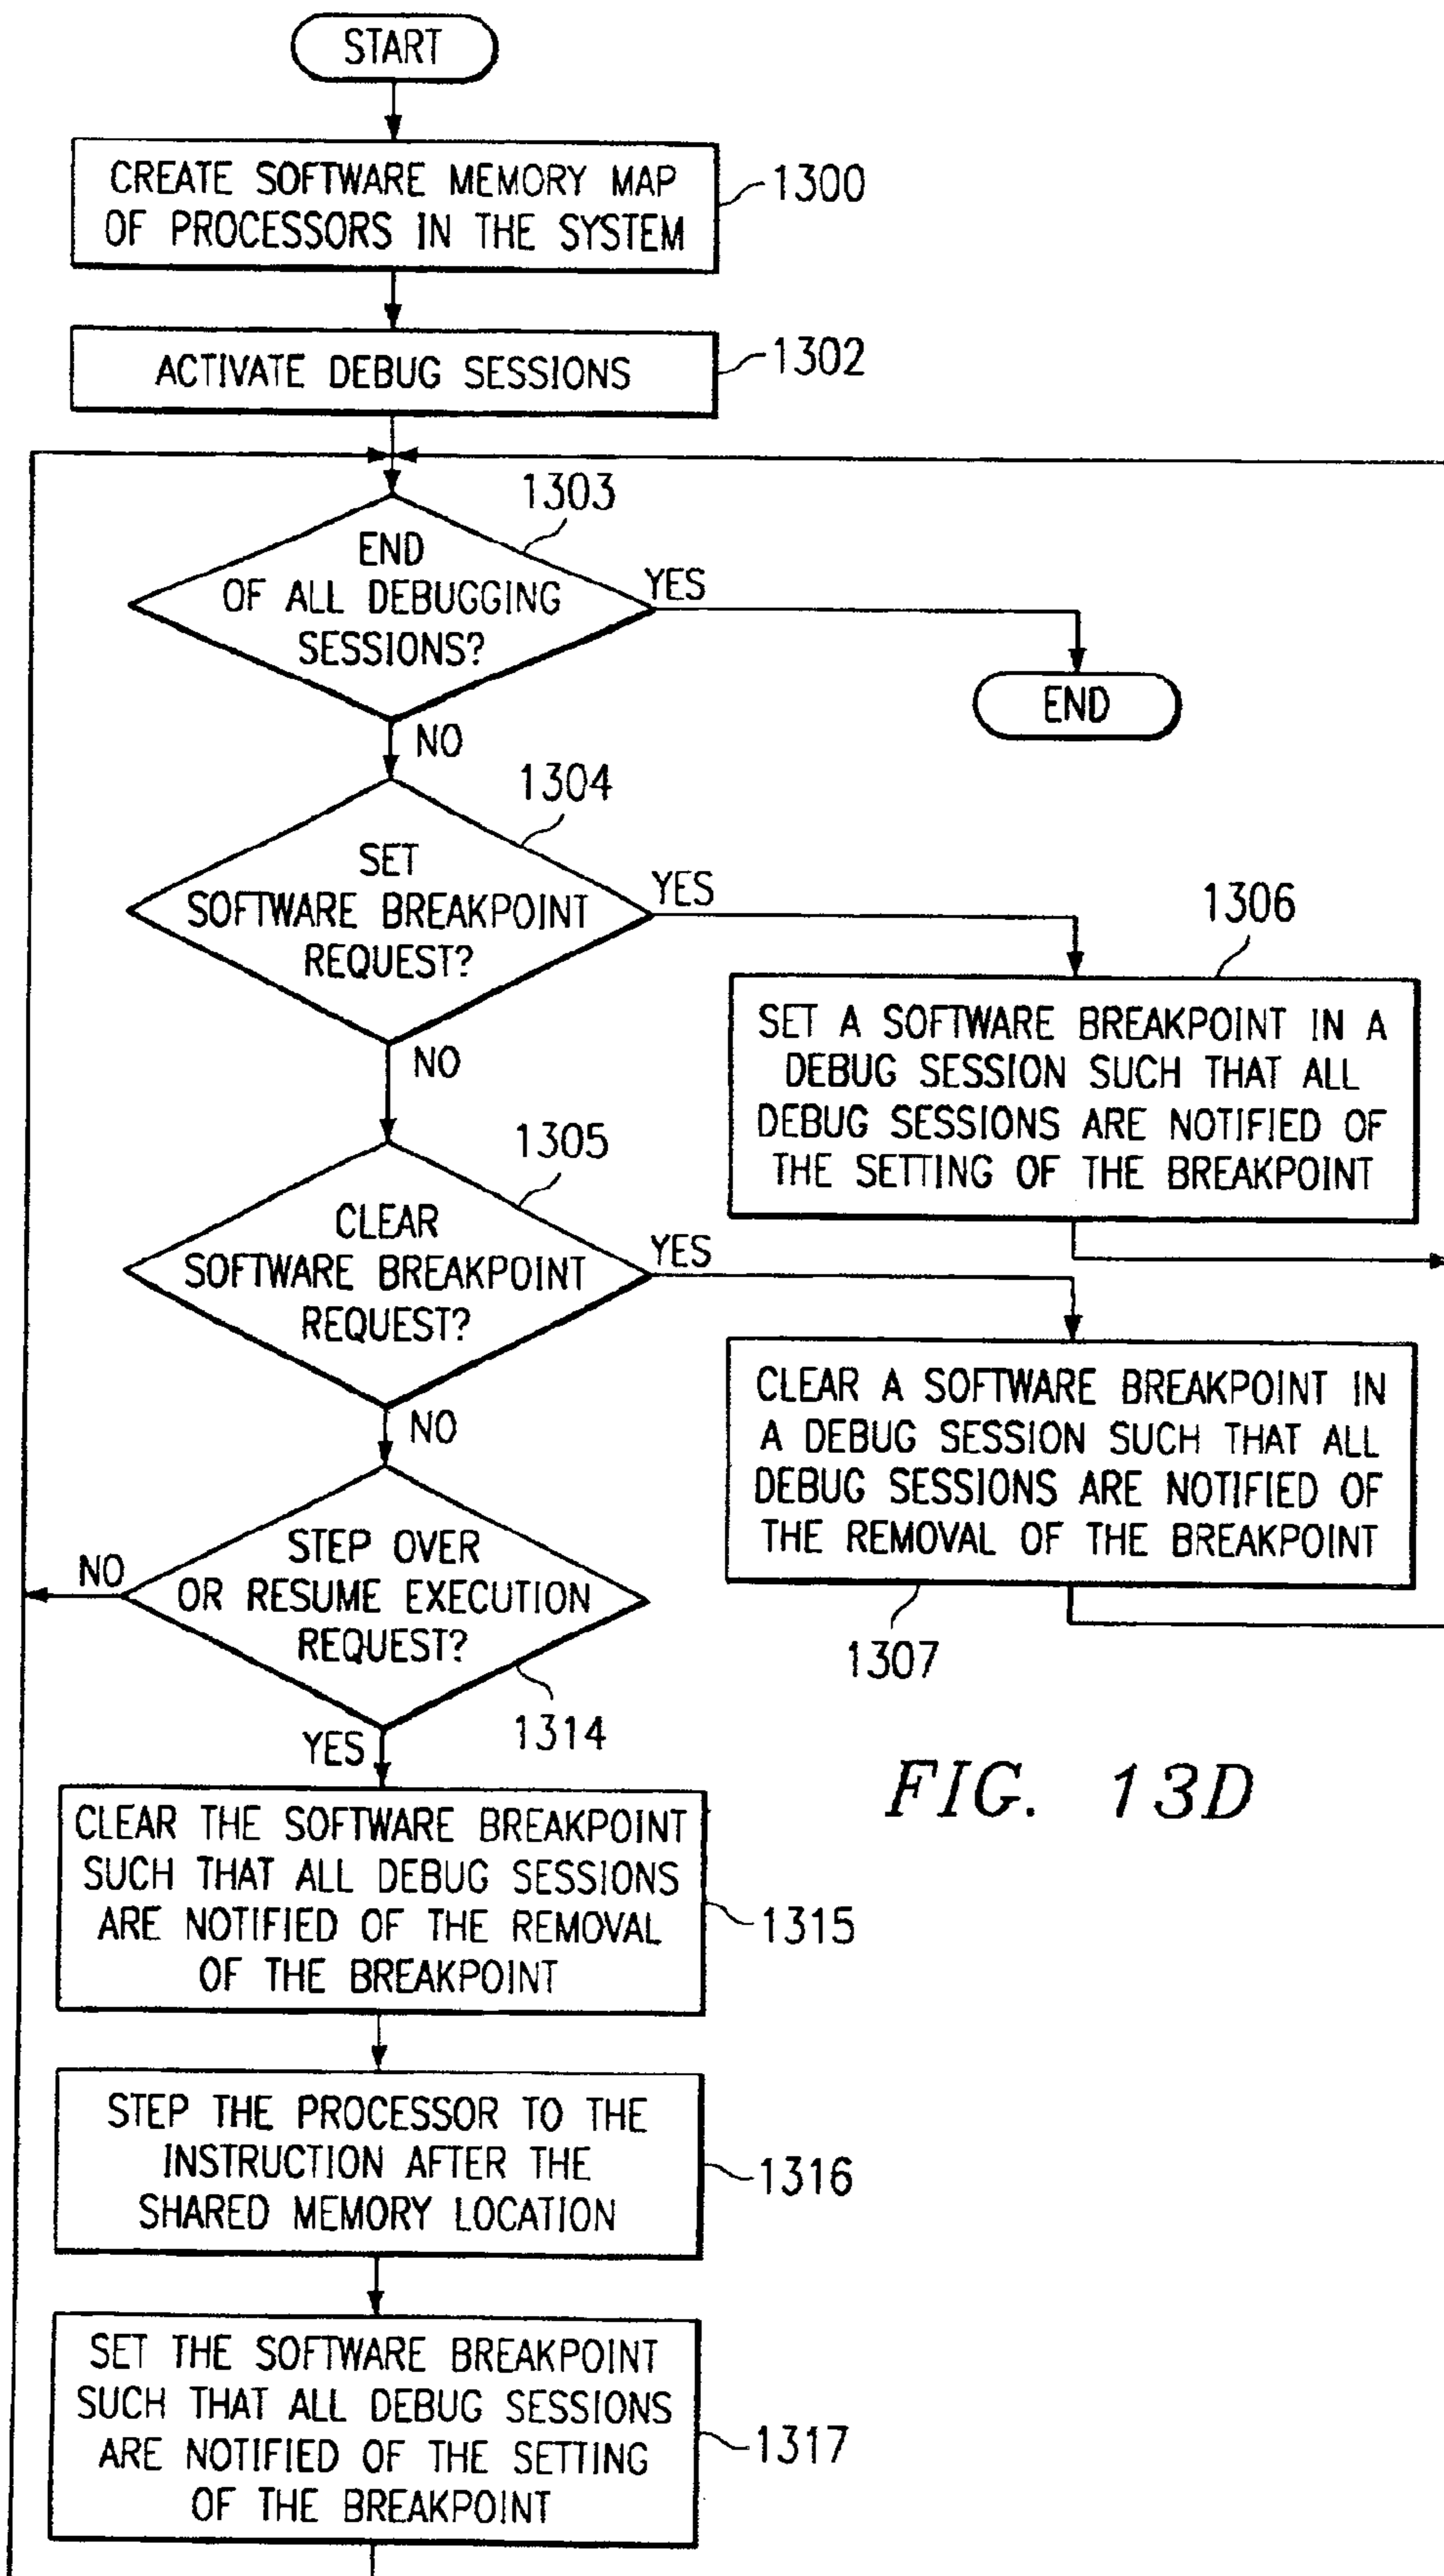 START
CREATE SOFTWARE MEMORY MAP
OF PROCESSORS IN THE SYSTEM
1300
ACTIVATE DEBUG SESSIONS
1302
1303
END
OF ALL DEBUGGING
SESSIONS?
YES
END
NO
1304
SET
SOFTWARE BREAKPOINT
REQUEST?
YES
1306
SET A SOFTWARE BREAKPOINT IN A
DEBUG SESSION SUCH THAT ALL
DEBUG SESSIONS ARE NOTIFIED OF
THE SETTING OF THE BREAKPOINT
NO
1305
CLEAR
SOFTWARE BREAKPOINT
REQUEST?
YES
CLEAR A SOFTWARE BREAKPOINT IN
A DEBUG SESSION SUCH THAT ALL
DEBUG SESSIONS ARE NOTIFIED OF
THE REMOVAL OF THE BREAKPOINT
1307
NO
STEP OVER
OR RESUME EXECUTION
REQUEST?
NO
1314
YES
FIG. 13D
CLEAR THE SOFTWARE BREAKPOINT
SUCH THAT ALL DEBUG SESSIONS
ARE NOTIFIED OF THE REMOVAL
OF THE BREAKPOINT
1315
STEP THE PROCESSOR TO THE
INSTRUCTION AFTER THE
SHARED MEMORY LOCATION
1316
SET THE SOFTWARE BREAKPOINT
SUCH THAT ALL DEBUG SESSIONS
ARE NOTIFIED OF THE SETTING
OF THE BREAKPOINT
1317